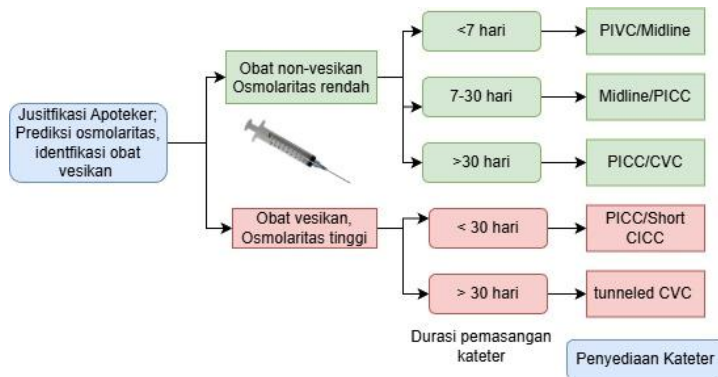 Jusitfikasi Apoteker;
Prediksi osmolaritas,
identfikasi obat
vesikan
Obat non-vesikan
Osmolaritas rendah
<7 hari
PIVC/Midline
7-30 hari
Midline/PICC
>30 hari
PICC/CVC
Obat vesikan,
Osmolaritas tinggi
< 30 hari
PICC/Short
CICC
> 30 hari
tunneled CVC
Durasi pemasangan
kateter
Penyediaan Kateter